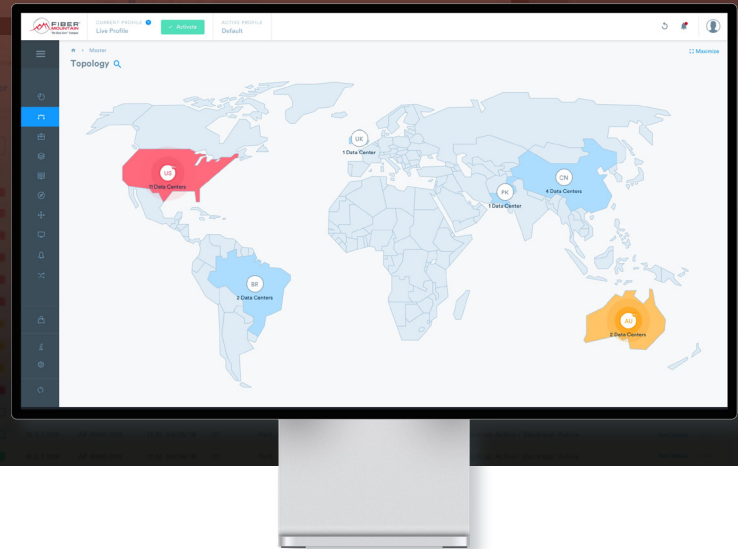 FIBER
MOUNTAIN
CURRENT PROFILE
Live Profile
Activate
ACTIVE PROFILE
Default
Master
Topology
Maximize
UK
1 Data Center
US
11 Data Centers
CN
4 Data Centers
PK
1 Data Center
BR
2 Data Centers
AU
2 Data Centers